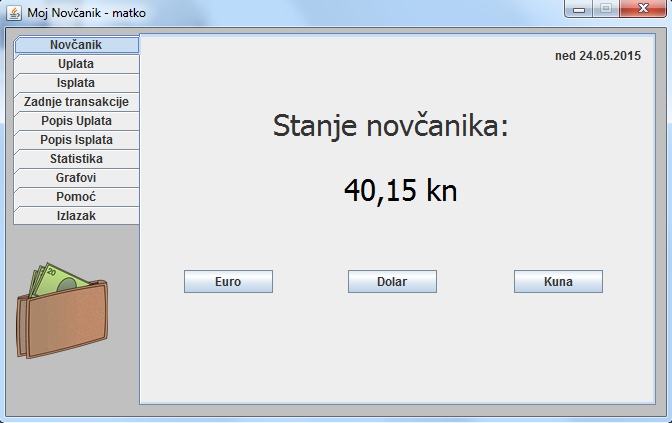 Moj Novčanik - matko
Novčanik
Uplata
Isplata
Zadnje transakcije
Popis Uplata
Popis Isplata
Statistika
Grafovi
Pomoć
Izlazak
ned 24.05.2015
Stanje novčanika:
40,15 kn
Euro
Dolar
Kuna
20